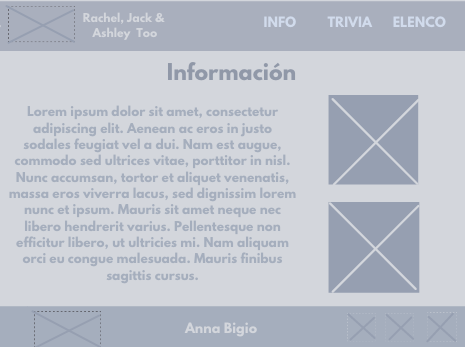 Rachel, Jack &
Ashley Too
INFO TRIVIA ELENCO
Información
Lorem ipsum dolor sit amet, consectetur
adipiscing elit. Aenean ac eros in justo
sodales feugiat vel a dui. Nam est augue,
commodo sed ultrices vitae, porttitor in nisl.
Nunc accumsan, tortor et aliquet venenatis,
massa eros viverra lacus, sed dignissim lorem
nunc et ipsum. Mauris sit amet neque nec
libero hendrerit varius. Pellentesque non
efficitur libero, ut ultricies mi. Nam aliquam
orci eu congue malesuada. Mauris finibus
sagittis cursus.
Anna Bigio